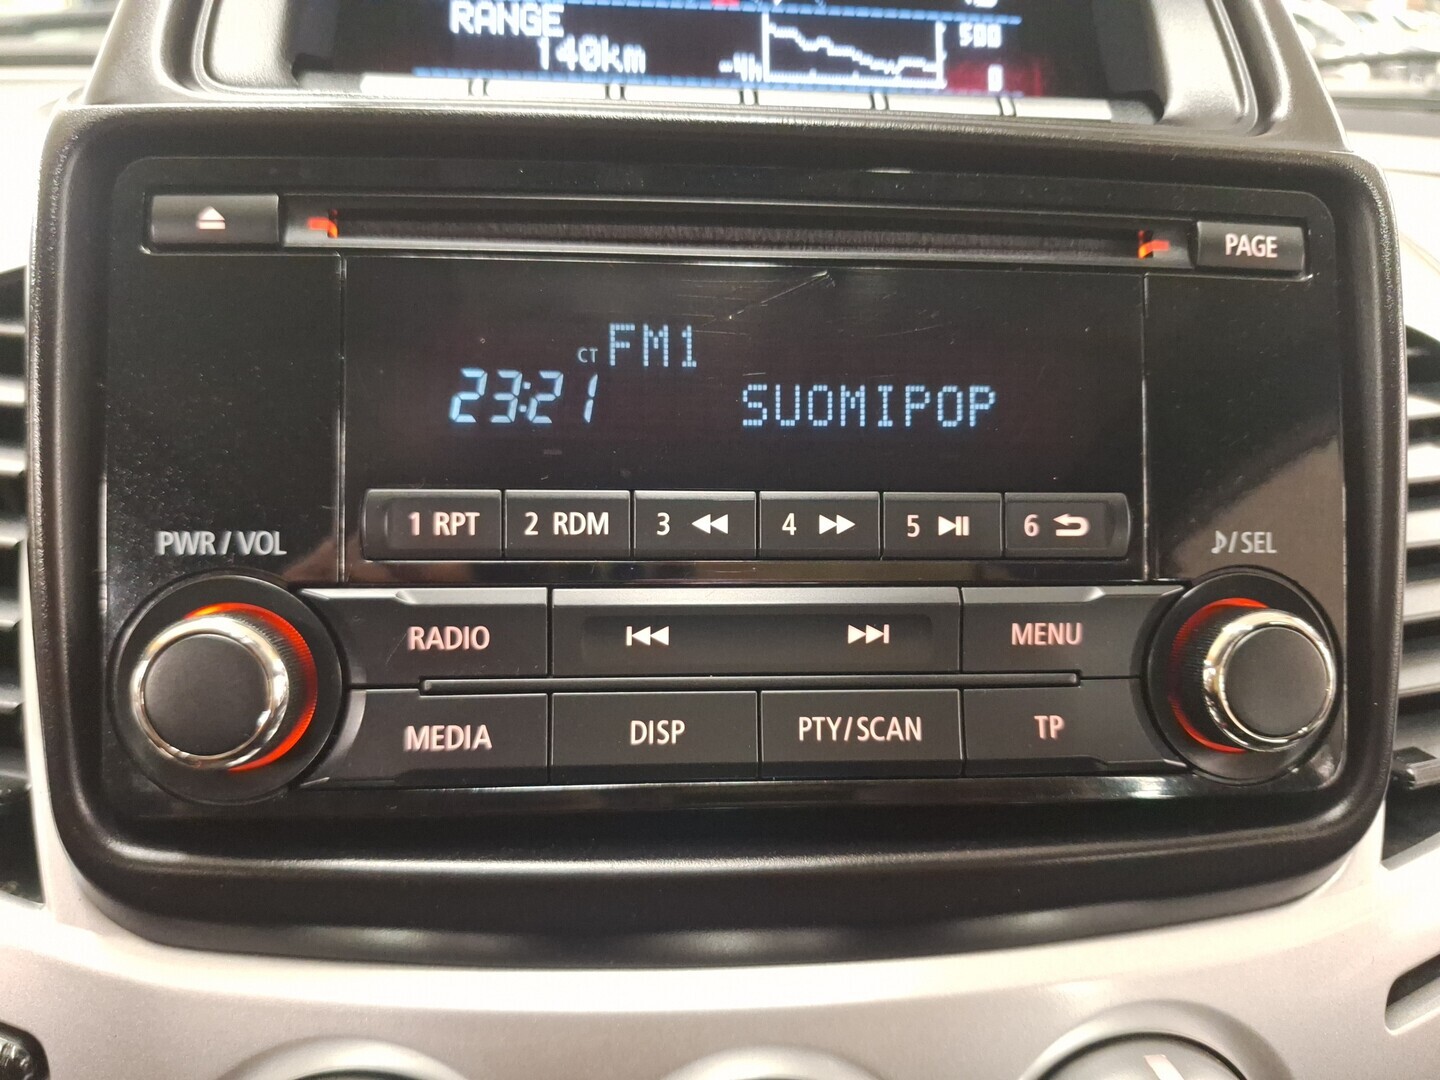 RANGE
140km
-4h
500
0
PAGE
CT FM1
23:21 SUOMIPOP
1 RPT 2 RDM 3 4 5 6
PWR / VOL
/ SEL
RADIO MENU
MEDIA DISP PTY/SCAN TP